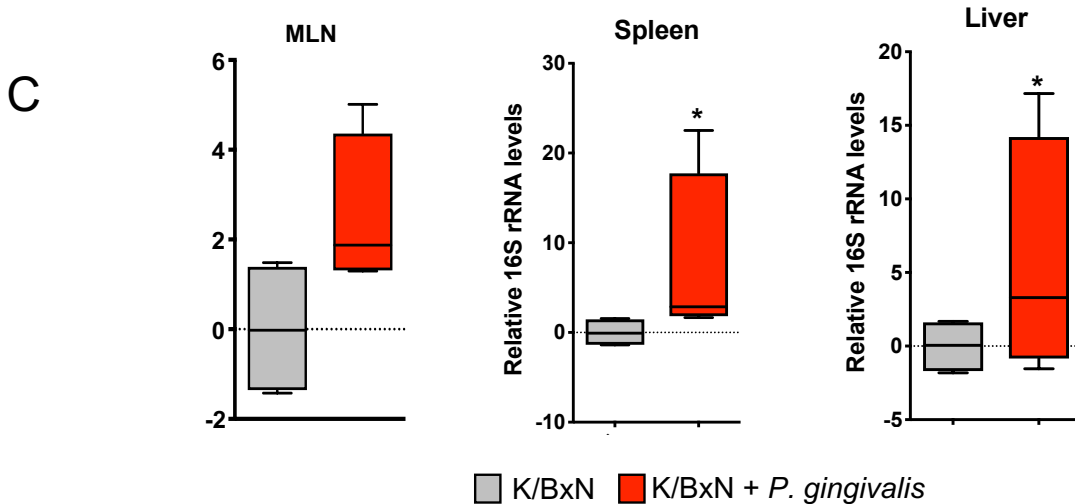 C
MLN
6
4
2
0
-2
Spleen
Relative 16S rRNA levels
30
20
10
0
-10
*
Liver
Relative 16S rRNA levels
20
15
10
5
0
-5
*
K/BxN
K/BxN + P. gingivalis